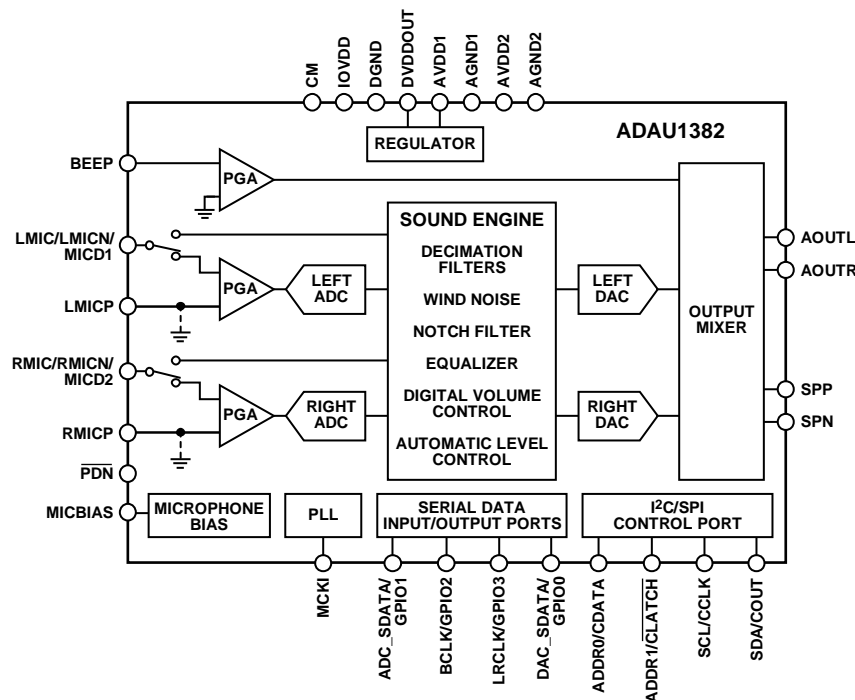 CM
IOVDD
DGND
DVDDOUT
AVDD1
AGND1
AVDD2
AGND2
REGULATOR
ADAU1382
BEEP
PGA
LMIC/LMICN/
MICD1
PGA
LEFT
ADC
LMICP
RMIC/RMICN/
MICD2
PGA
RIGHT
ADC
RMICP
PDN
MICBIAS
MICROPHONE
BIAS
SOUND ENGINE
DECIMATION
FILTERS
WIND NOISE
NOTCH FILTER
EQUALIZER
DIGITAL VOLUME
CONTROL
AUTOMATIC LEVEL
CONTROL
LEFT
DAC
RIGHT
DAC
OUTPUT
MIXER
AOUTL
AOUTR
SPP
SPN
PLL
SERIAL DATA
INPUT/OUTPUT PORTS
I²C/SPI
CONTROL PORT
MCKI
ADC_SDATA/
GPIO1
BCLK/GPIO2
LRCLK/GPIO3
DAC_SDATA/
GPIO0
ADDR0/CDATA
ADDR1/CLATCH
SCL/CCLK
SDA/COUT